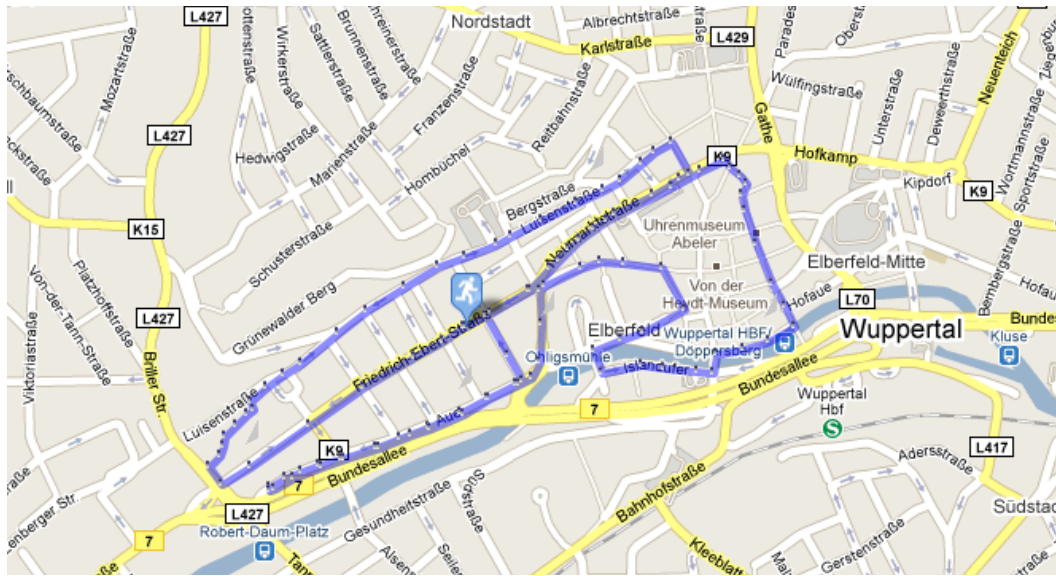 L427
Nordstadt
Albrechtstraße
Karlstraße
L429
Oberstr.
Neuenteich
Mozartstraße
Wirkerstraße
Sattlerstraße
Brunnenstraße
Franzenstraße
Reitbahnstraße
Wülfingstraße
Gathe
Unterstraße
Deweerthstraße
Wortmannstraße
Sportstraße
L427
Hedwigstraße
Marienstraße
Hombüchel
K9
Hofkamp
Kipdorf
K9
Bergstraße
Luisenstraße
Neumarktstraße
K15
Schusterstraße
Uhrenmuseum
Abeler
Elberfeld-Mitte
Bembergstraße
Von-der-Tann-Straße
Platzhoffstraße
Grünewalder Berg
Von der
Heydt-Museum
Hofaue
Hofaue
L70
L427
Viktoriastraße
Briller Str.
Friedrich-Ebert-Straße
Elberfeld
Wuppertal HBF/
Döppersberg
Wuppertal
Kluse
Ohligsmühle
Islandufer
Bundesallee
Luisenstraße
Aue
7
Wuppertal
Hbf
L417
K9
Bundesallee
7
Adersstraße
Bahnhofstraße
Südstadt
L427
Gesundheitstraße
Südstraße
Robert-Daum-Platz
7
Kleeblatt
Gerstenstraße